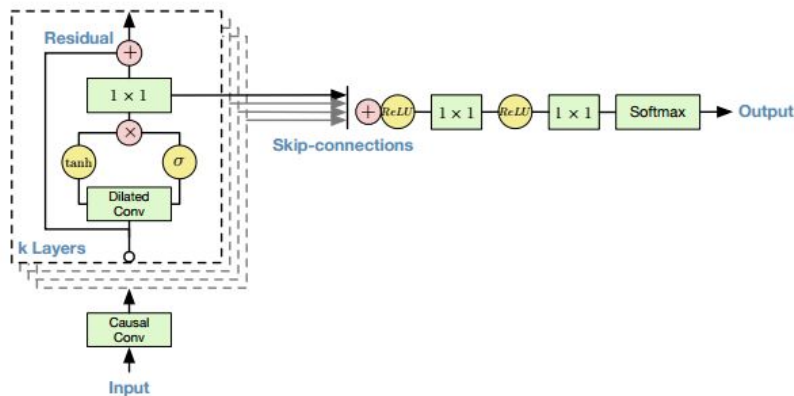 Residual
+
1 × 1
×
tanh
σ
Dilated
Conv
k Layers
Causal
Conv
Input
Skip-connections
+
ReLU
1 × 1
ReLU
1 × 1
Softmax
Output